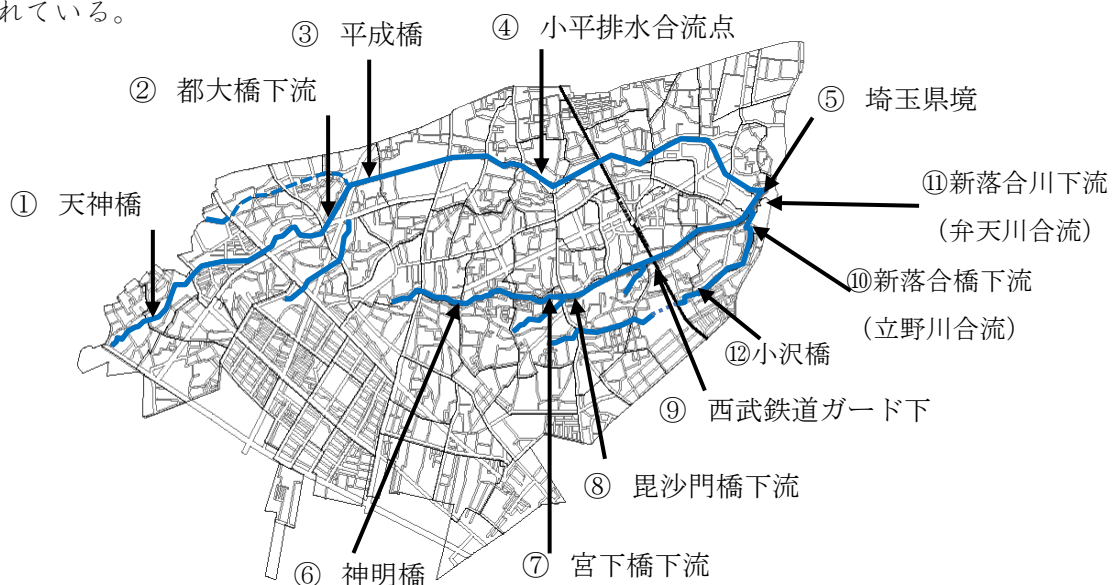 れている。
③ 平成橋
④ 小平排水合流点
② 都大橋下流
⑤ 埼玉県境
① 天神橋
⑪新落合川下流
(弁天川合流)
⑩新落合橋下流
(立野川合流)
⑫小沢橋
⑨ 西武鉄道ガード下
⑧ 毘沙門橋下流
⑦ 宮下橋下流
⑥ 神明橋